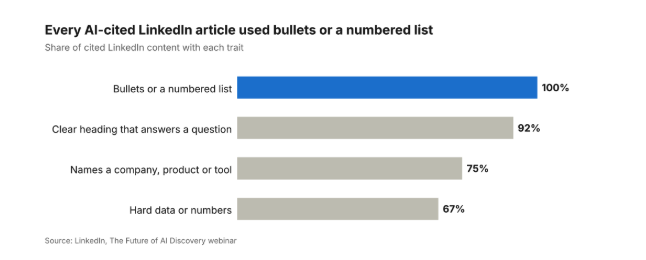 Every AI-cited LinkedIn article used bullets or a numbered list
Share of cited LinkedIn content with each trait
Bullets or a numbered list 100%
Clear heading that answers a question 92%
Names a company, product or tool 75%
Hard data or numbers 67%
Source: LinkedIn, The Future of AI Discovery webinar